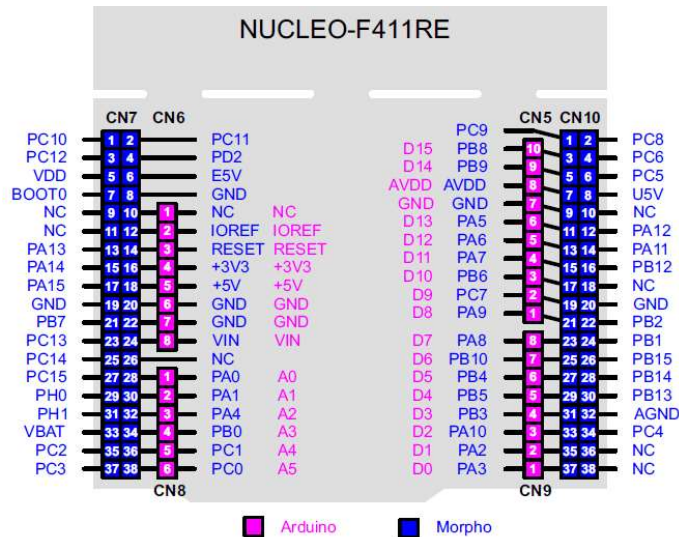 NUCLEO-F411RE
CN7 CN6 CN5 CN10
PC9
PC10 1 2 PC11 D15 PB8 10 1 2 PC8
PC12 3 4 PD2 D14 PB9 9 3 4 PC6
VDD 5 6 E5V AVDD AVDD 8 5 6 PC5
BOOT0 7 8 GND GND GND 7 7 8 U5V
NC 9 10 1 NC NC D13 PA5 6 9 10 NC
NC 11 12 2 IOREF IOREF D12 PA6 5 11 12 PA12
PA13 13 14 3 RESET RESET D11 PA7 4 13 14 PA11
PA14 15 16 4 +3V3 +3V3 D10 PB6 3 15 16 PB12
PA15 17 18 5 +5V +5V D9 PC7 2 17 18 NC
GND 19 20 6 GND GND D8 PA9 1 19 20 GND
PB7 21 22 7 GND GND 21 22 PB2
PC13 23 24 8 VIN VIN D7 PA8 8 23 24 PB1
PC14 25 26 NC D6 PB10 7 25 26 PB15
PC15 27 28 1 PA0 A0 D5 PB4 6 27 28 PB14
PH0 29 30 2 PA1 A1 D4 PB5 5 29 30 PB13
PH1 31 32 3 PA4 A2 D3 PB3 4 31 32 AGND
VBAT 33 34 4 PB0 A3 D2 PA10 3 33 34 PC4
PC2 35 36 5 PC1 A4 D1 PA2 2 35 36 NC
PC3 37 38 6 PC0 A5 D0 PA3 1 37 38 NC
CN8 CN9
Arduino Morpho